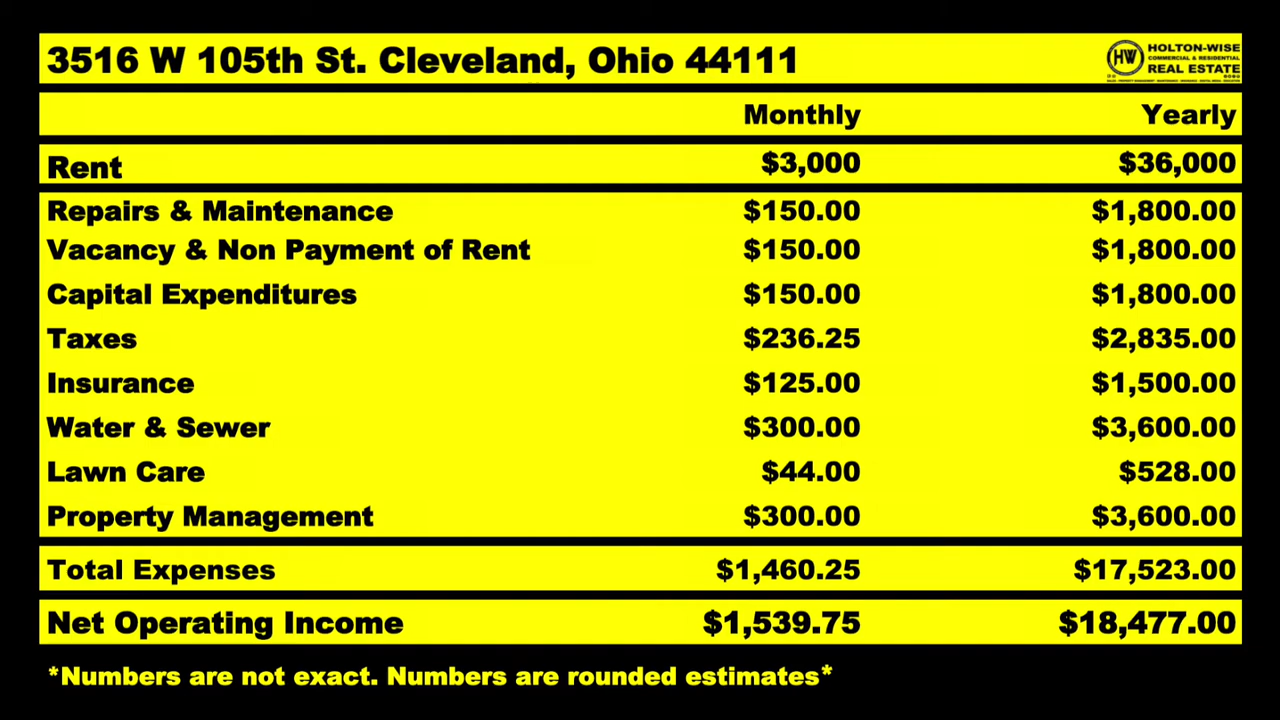 3516 W 105th St. Cleveland, Ohio 44111
HW
HOLTON-WISE
COMMERCIAL & RESIDENTIAL
REAL ESTATE
Monthly Yearly
Rent $3,000 $36,000
Repairs & Maintenance $150.00 $1,800.00
Vacancy & Non Payment of Rent $150.00 $1,800.00
Capital Expenditures $150.00 $1,800.00
Taxes $236.25 $2,835.00
Insurance $125.00 $1,500.00
Water & Sewer $300.00 $3,600.00
Lawn Care $44.00 $528.00
Property Management $300.00 $3,600.00
Total Expenses $1,460.25 $17,523.00
Net Operating Income $1,539.75 $18,477.00
*Numbers are not exact. Numbers are rounded estimates*